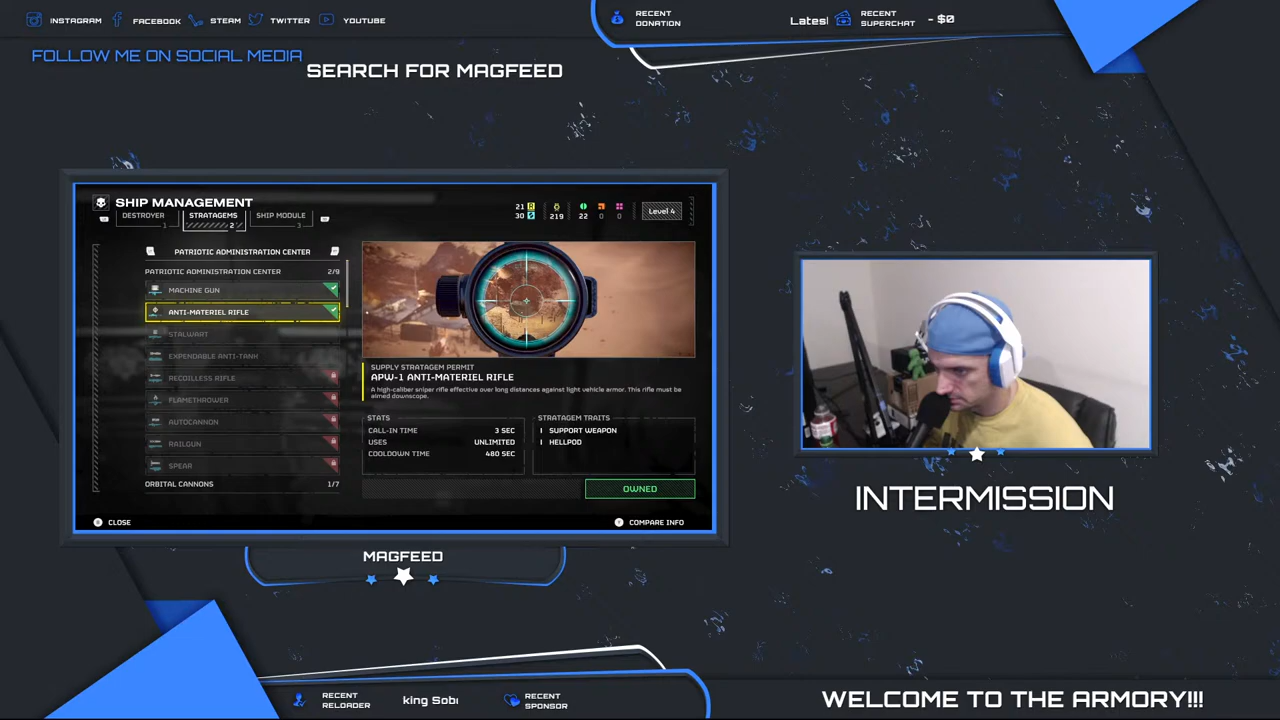 INSTAGRAM
FACEBOOK
STEAM
TWITTER
YOUTUBE
RECENT
DONATION
Latest
RECENT
SUPERCHAT
- $0
FOLLOW ME ON SOCIAL MEDIA
SEARCH FOR MAGFEED
SHIP MANAGEMENT
DESTROYER
1
STRATAGEMS
2
SHIP MODULE
3
21
30
219
22
0
0
Level 4
PATRIOTIC ADMINISTRATION CENTER
PATRIOTIC ADMINISTRATION CENTER 2/9
MACHINE GUN
ANTI-MATERIEL RIFLE
STALWART
EXPENDABLE ANTI-TANK
RECOILLESS RIFLE
FLAMETHROWER
AUTOCANNON
RAILGUN
SPEAR
ORBITAL CANNONS 1/7
SUPPLY STRATAGEM PERMIT
APW-1 ANTI-MATERIEL RIFLE
A high-caliber sniper rifle effective over long distances against light vehicle armor. This rifle must be
aimed downscope.
STATS
CALL-IN TIME 3 SEC
USES UNLIMITED
COOLDOWN TIME 480 SEC
STRATAGEM TRAITS
SUPPORT WEAPON
HELLPOD
OWNED
CLOSE
COMPARE INFO
INTERMISSION
MAGFEED
RECENT
RELOADER
king Sobi
RECENT
SPONSOR
WELCOME TO THE ARMORY!!!